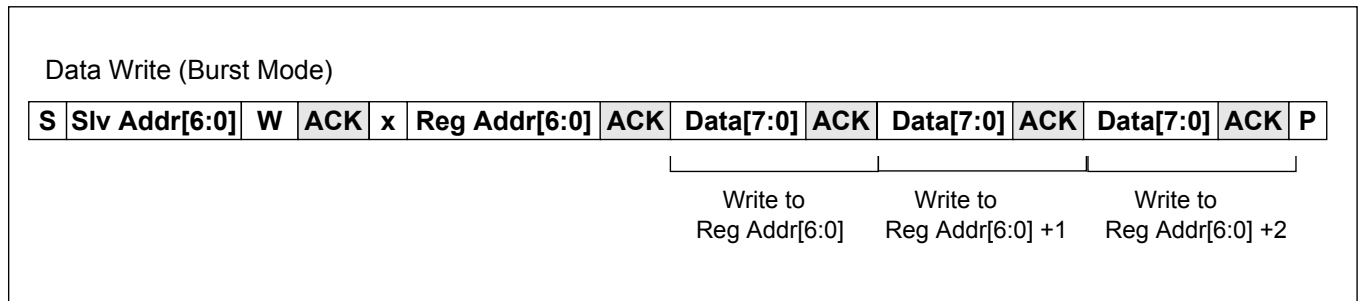 Data Write (Burst Mode)
S Slv Addr[6:0] W ACK x Reg Addr[6:0] ACK Data[7:0] ACK Data[7:0] ACK Data[7:0] ACK P
Write to Write to Write to
Reg Addr[6:0] Reg Addr[6:0] +1 Reg Addr[6:0] +2